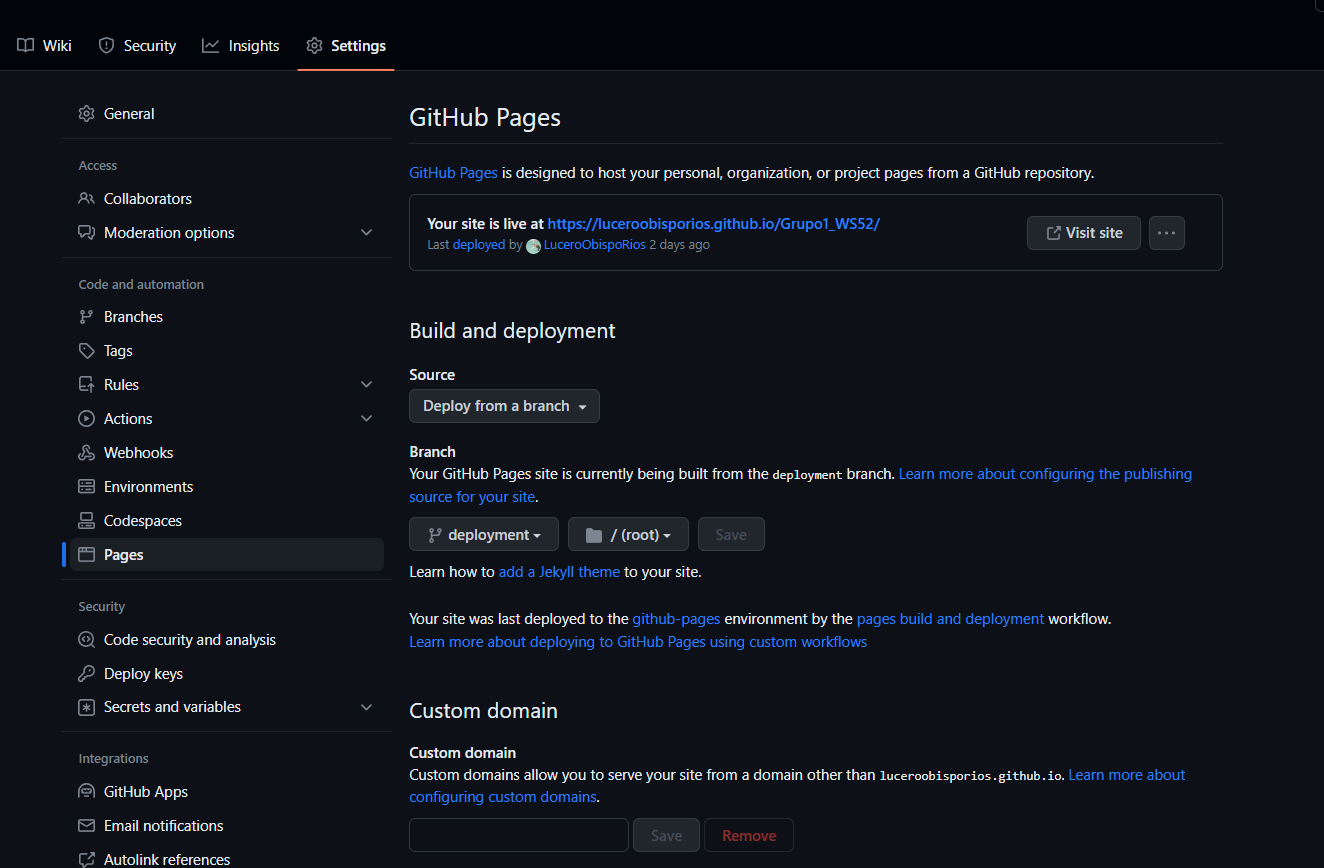 Wiki
Security
Insights
Settings
General
Access
Collaborators
Moderation options
Code and automation
Branches
Tags
Rules
Actions
Webhooks
Environments
Codespaces
Pages
Security
Code security and analysis
Deploy keys
Secrets and variables
Integrations
GitHub Apps
Email notifications
Autolink references
GitHub Pages
GitHub Pages is designed to host your personal, organization, or project pages from a GitHub repository.
Your site is live at https://luceroobisporios.github.io/Grupo1_WS52/
Last deployed by LuceroObispoRios 2 days ago
Visit site
Build and deployment
Source
Deploy from a branch
Branch
Your GitHub Pages site is currently being built from the deployment branch. Learn more about configuring the publishing
source for your site.
deployment
/ (root)
Save
Learn how to add a Jekyll theme to your site.
Your site was last deployed to the github-pages environment by the pages build and deployment workflow.
Learn more about deploying to GitHub Pages using custom workflows
Custom domain
Custom domain
Custom domains allow you to serve your site from a domain other than luceroobisporios.github.io. Learn more about
configuring custom domains.
Save
Remove